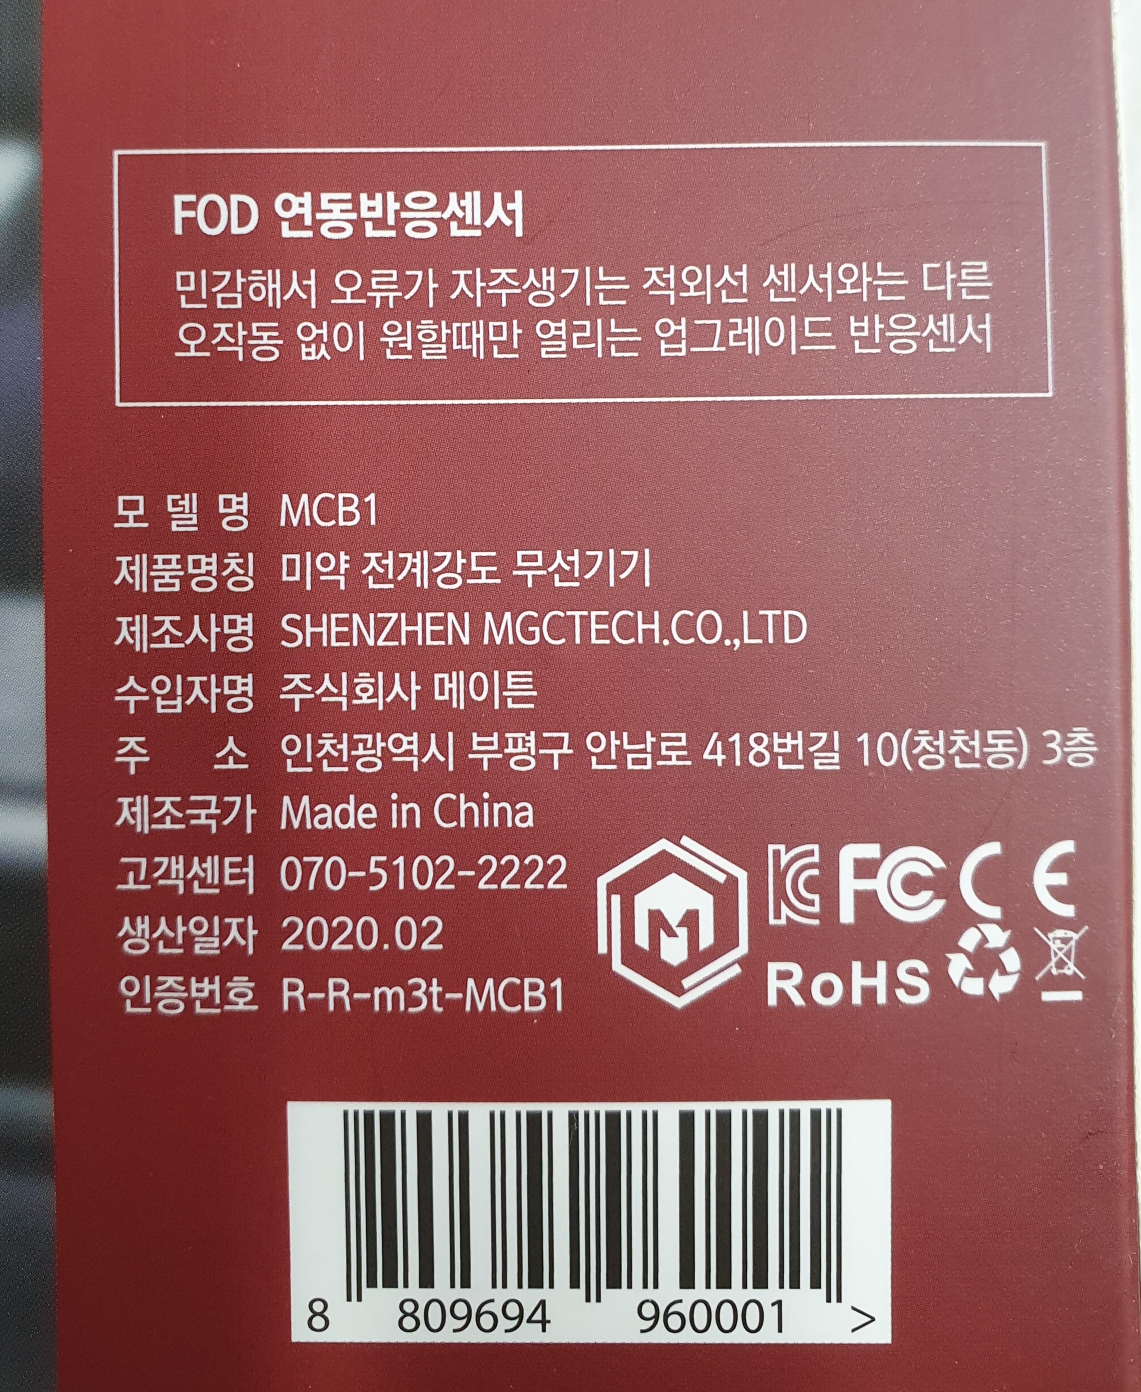 FOD 연동반응센서
민감해서 오류가 자주생기는 적외선 센서와는 다른
오작동 없이 원할때만 열리는 업그레이드 반응센서
모 델 명 MCB1
제품명칭 미약 전계강도 무선기기
제조사명 SHENZHEN MGCTECH.CO.,LTD
수입자명 주식회사 메이튼
주 소 인천광역시 부평구 안남로 418번길 10(청천동) 3층
제조국가 Made in China
고객센터 070-5102-2222
생산일자 2020.02
인증번호 R-R-m3t-MCB1
M
KC FC CE
RoHS
8 809694 960001 >